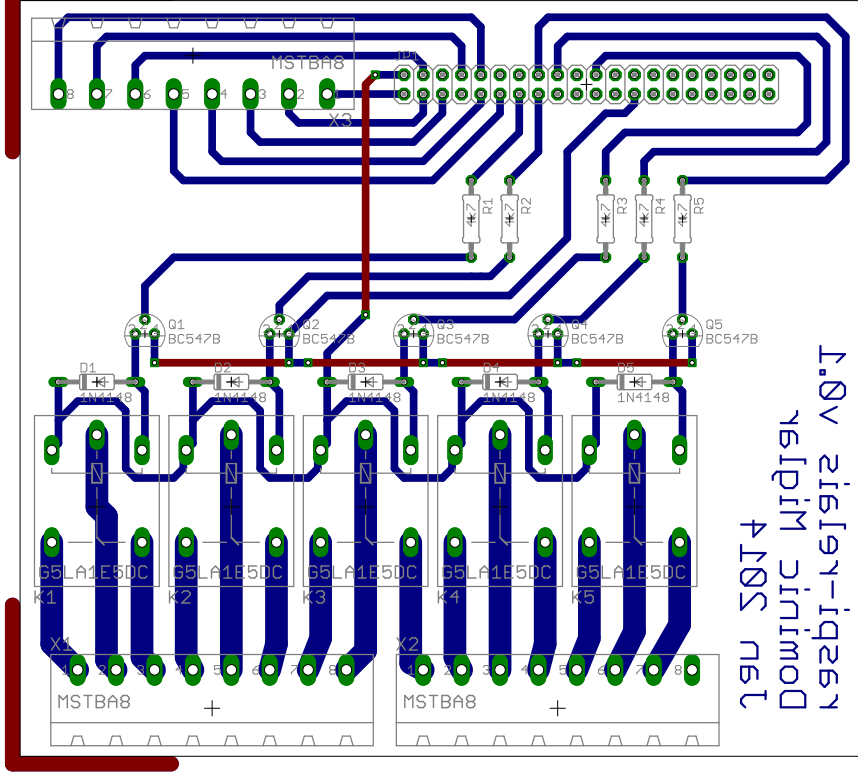 MSTBA8
JP1
8 7 6 5 4 3 2 1
X3
4k7 R1
4k7 R2
4k7 R3
4k7 R4
4k7 R5
Q1
BC547B
Q2
BC547B
Q3
BC547B
Q4
BC547B
Q5
BC547B
D1
1N4148
D2
1N4148
D3
1N4148
D4
1N4148
D5
1N4148
G5LA1E5DC
K1
G5LA1E5DC
K2
G5LA1E5DC
K3
G5LA1E5DC
K4
G5LA1E5DC
K5
X1
1 2 3 4 5 6 7 8
MSTBA8
X2
1 2 3 4 5 6 7 8
MSTBA8
raspi-relais v0.1
Dominic
Miglar
Jan 2014